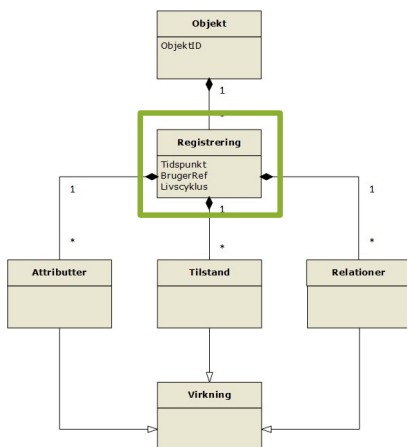 Objekt
ObjektID
1
*
Registrering
Tidspunkt
BrugerRef
Livscyklus
1
1
1
*
*
*
Attributter
Tilstand
Relationer
Virkning